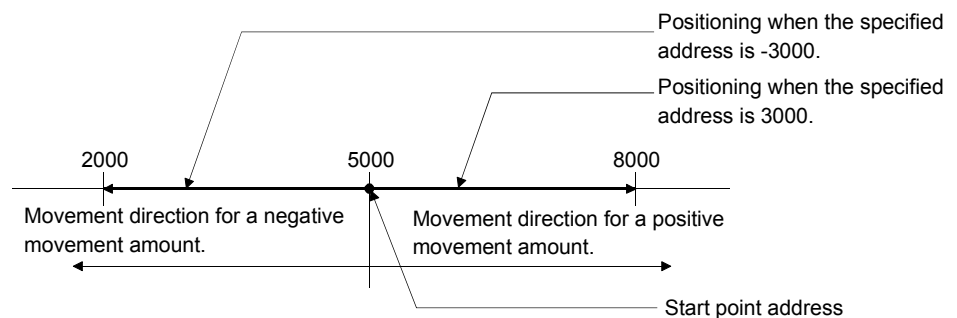 Positioning when the specified
address is -3000.
Positioning when the specified
address is 3000.
2000
5000
8000
Movement direction for a negative
movement amount.
Movement direction for a positive
movement amount.
Start point address